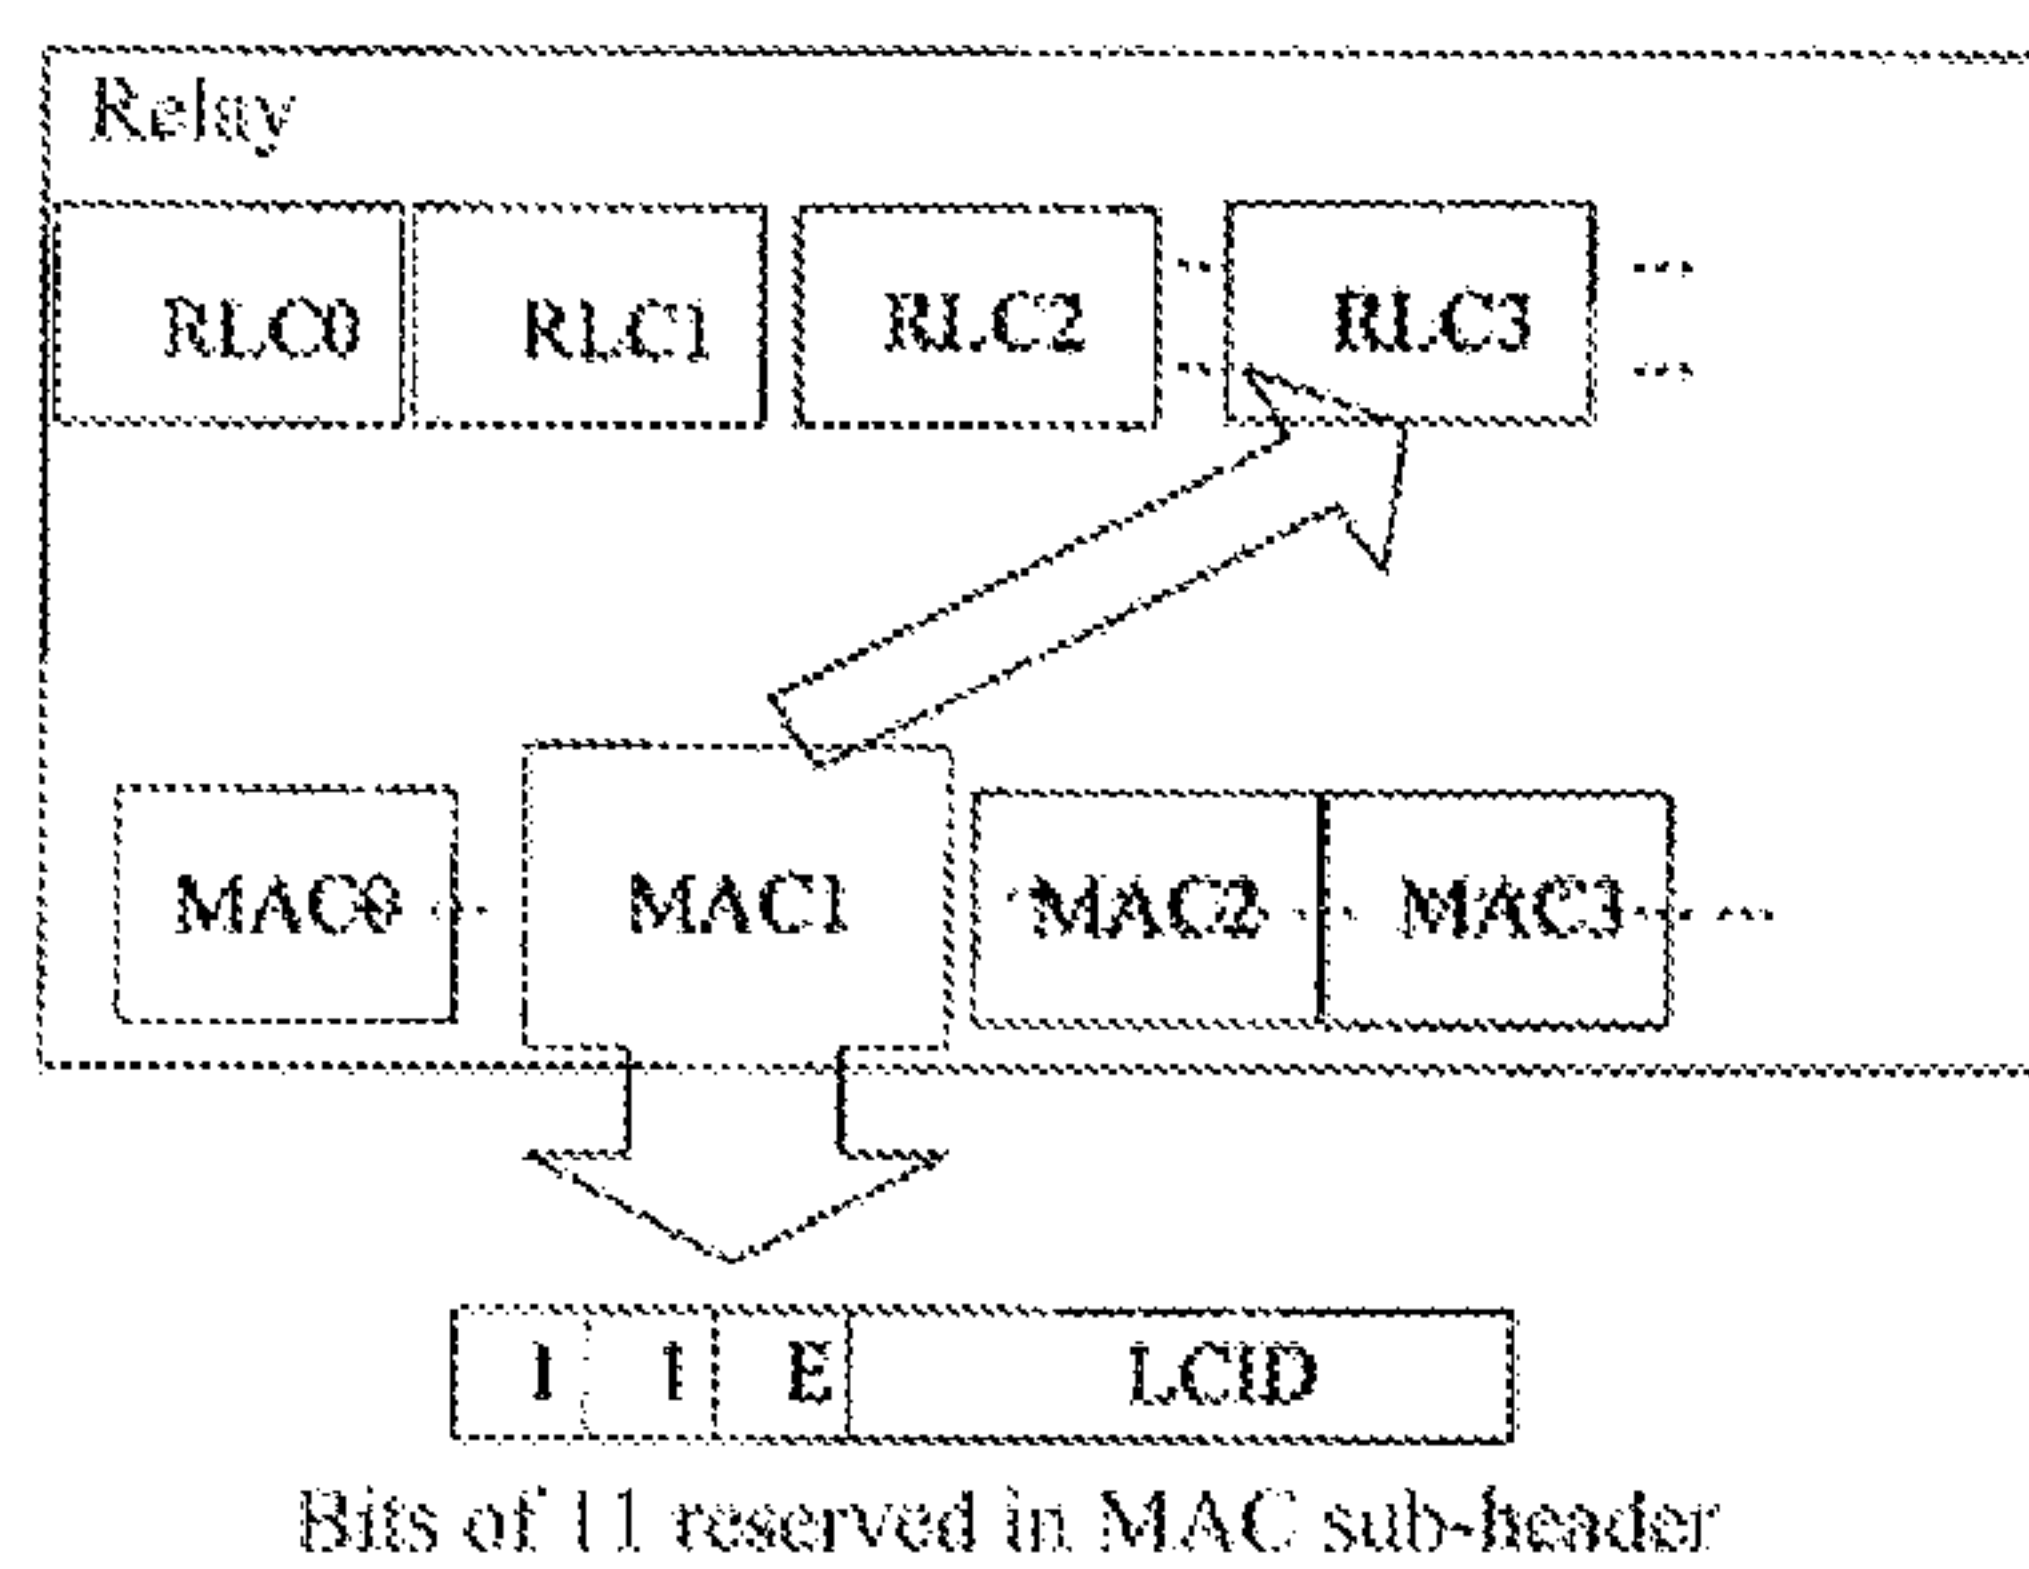 Relay
RLC0 RLC1 RLC2 ... RLC3 ...
... ...
MAC0 ... MAC1 MAC2 ... MAC3 ... ...
1 1 E LCID
Bits of 11 reserved in MAC sub-header